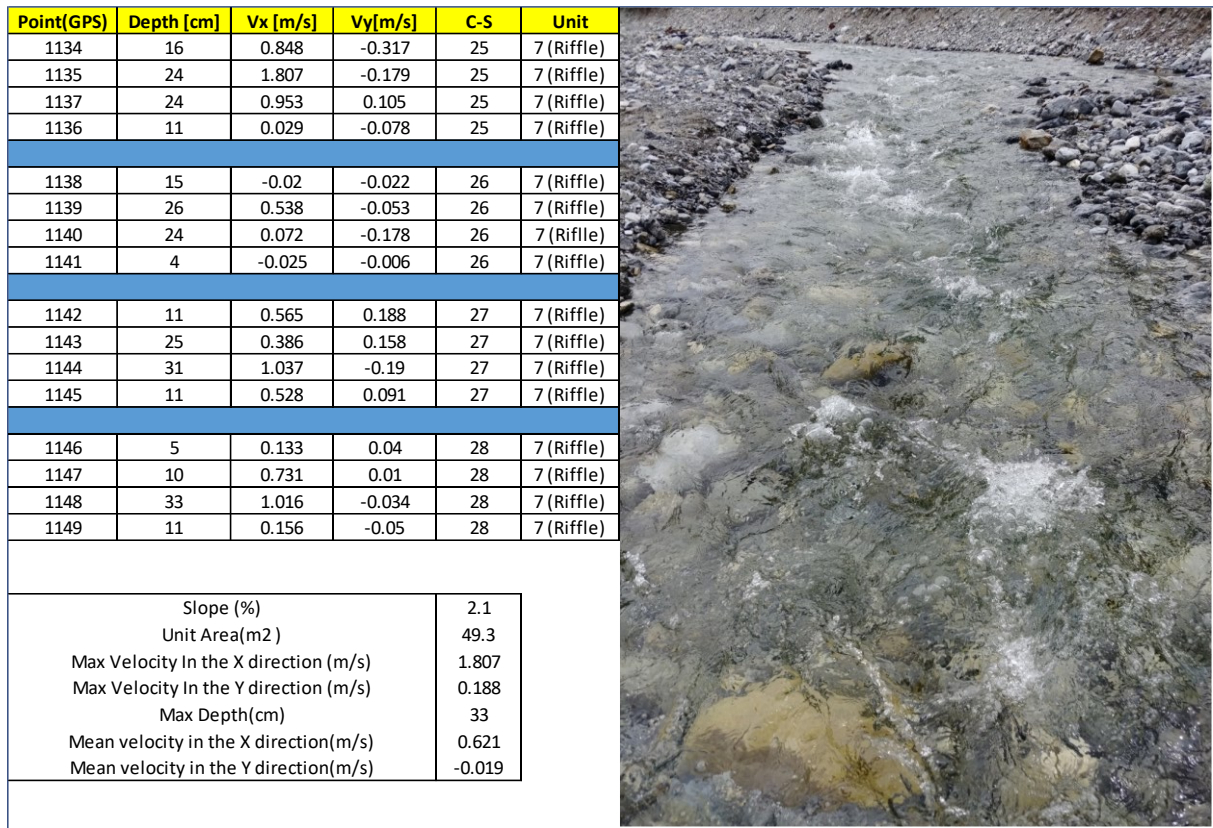 Point(GPS) Depth [cm] Vx [m/s] Vy[m/s] C-S Unit
1134 16 0.848 -0.317 25 7 (Riffle)
1135 24 1.807 -0.179 25 7 (Riffle)
1137 24 0.953 0.105 25 7 (Riffle)
1136 11 0.029 -0.078 25 7 (Riffle)
1138 15 -0.02 -0.022 26 7 (Riffle)
1139 26 0.538 -0.053 26 7 (Riffle)
1140 24 0.072 -0.178 26 7 (Riflle)
1141 4 -0.025 -0.006 26 7 (Riffle)
1142 11 0.565 0.188 27 7 (Riffle)
1143 25 0.386 0.158 27 7 (Riffle)
1144 31 1.037 -0.19 27 7 (Riffle)
1145 11 0.528 0.091 27 7 (Riffle)
1146 5 0.133 0.04 28 7 (Riffle)
1147 10 0.731 0.01 28 7 (Riffle)
1148 33 1.016 -0.034 28 7 (Riffle)
1149 11 0.156 -0.05 28 7 (Riffle)
Slope (%) 2.1
Unit Area(m2 ) 49.3
Max Velocity In the X direction (m/s) 1.807
Max Velocity In the Y direction (m/s) 0.188
Max Depth(cm) 33
Mean velocity in the X direction(m/s) 0.621
Mean velocity in the Y direction(m/s) -0.019